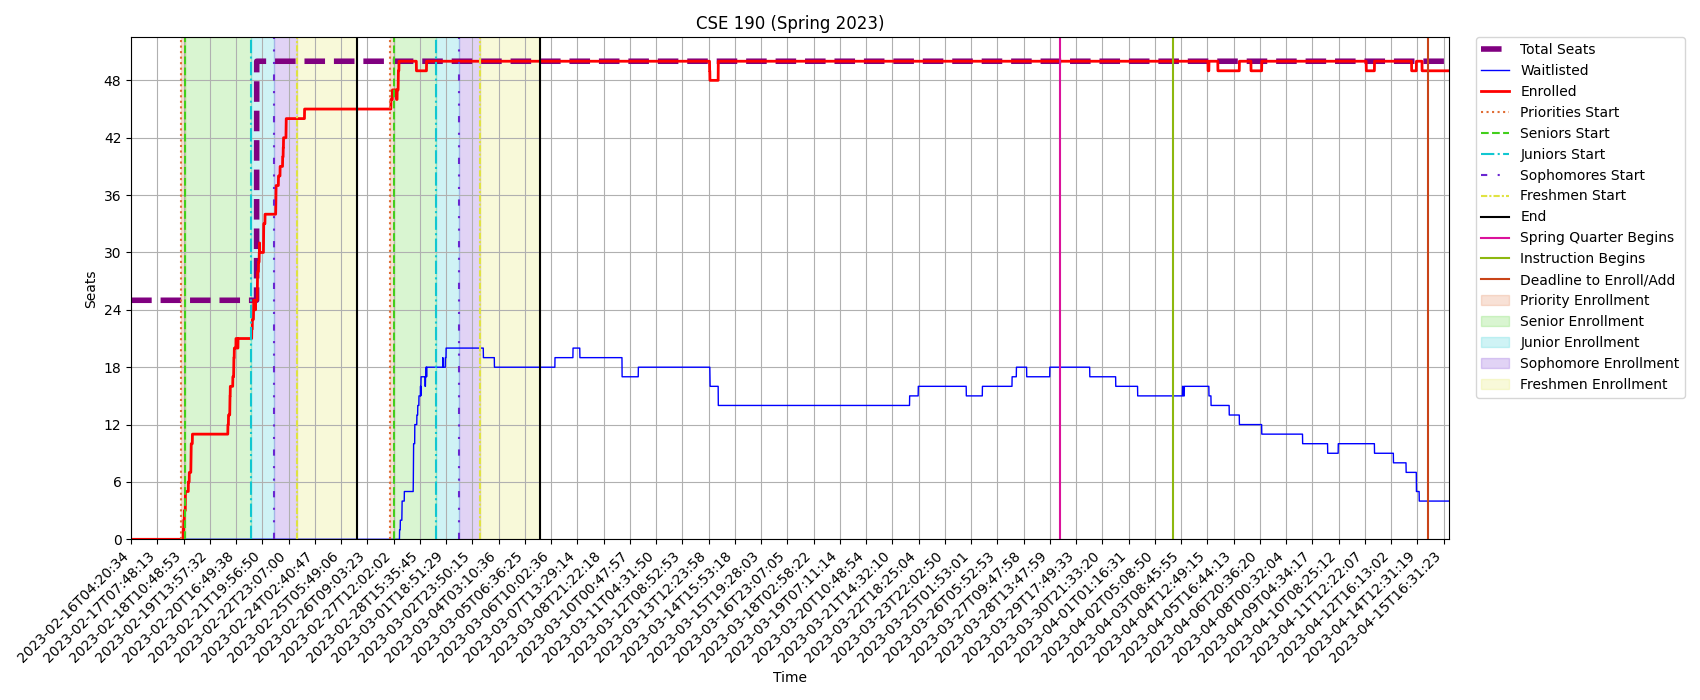 CSE 190 (Spring 2023)
Seats
48
42
36
30
24
18
12
6
0
2023-02-16T04:20:34
2023-02-17T07:48:13
2023-02-18T10:48:53
2023-02-19T13:57:32
2023-02-20T16:49:38
2023-02-21T19:56:50
2023-02-22T23:07:00
2023-02-24T02:40:47
2023-02-25T05:49:06
2023-02-26T09:03:23
2023-02-27T12:02:02
2023-02-28T15:35:45
2023-03-01T18:51:29
2023-03-02T23:50:15
2023-03-04T03:10:36
2023-03-05T06:36:25
2023-03-06T10:02:36
2023-03-07T13:29:14
2023-03-08T21:22:18
2023-03-10T00:47:57
2023-03-11T04:31:50
2023-03-12T08:52:53
2023-03-13T12:23:58
2023-03-14T15:53:18
2023-03-15T19:28:03
2023-03-16T23:07:05
2023-03-18T02:58:22
2023-03-19T07:11:14
2023-03-20T10:48:54
2023-03-21T14:32:10
2023-03-22T18:25:04
2023-03-23T22:02:50
2023-03-25T01:53:01
2023-03-26T05:52:53
2023-03-27T09:47:58
2023-03-28T13:47:59
2023-03-29T17:49:33
2023-03-30T21:33:20
2023-04-01T01:16:31
2023-04-02T05:08:50
2023-04-03T08:45:55
2023-04-04T12:49:15
2023-04-05T16:44:13
2023-04-06T20:36:20
2023-04-08T00:32:04
2023-04-09T04:34:17
2023-04-10T08:25:12
2023-04-11T12:22:07
2023-04-12T16:13:02
2023-04-14T12:31:19
2023-04-15T16:31:23
Time
Total Seats
Waitlisted
Enrolled
Priorities Start
Seniors Start
Juniors Start
Sophomores Start
Freshmen Start
End
Spring Quarter Begins
Instruction Begins
Deadline to Enroll/Add
Priority Enrollment
Senior Enrollment
Junior Enrollment
Sophomore Enrollment
Freshmen Enrollment